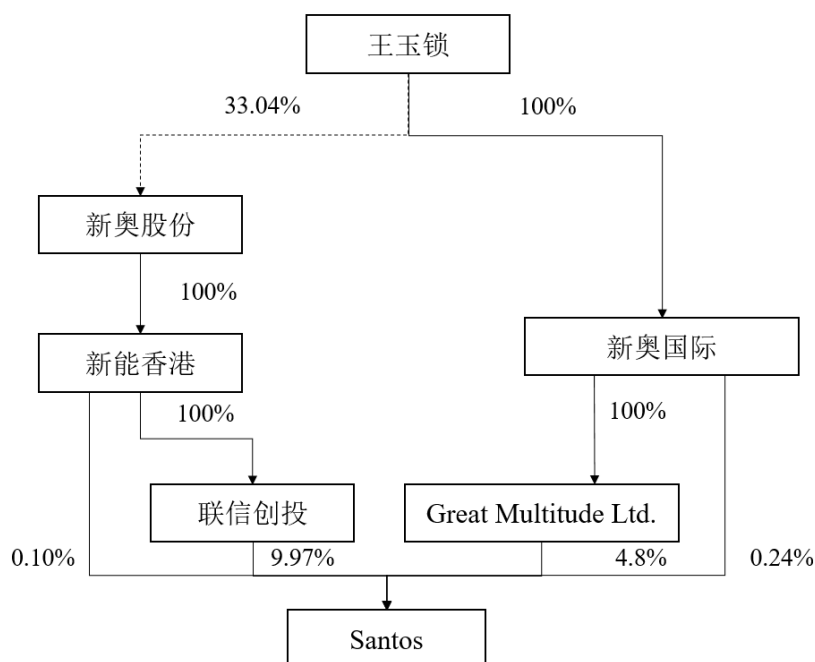 王玉锁
33.04%
100%
新奥股份
100%
新能香港
新奥国际
100%
100%
联信创投
Great Multitude Ltd.
0.10%
9.97%
4.8%
0.24%
Santos